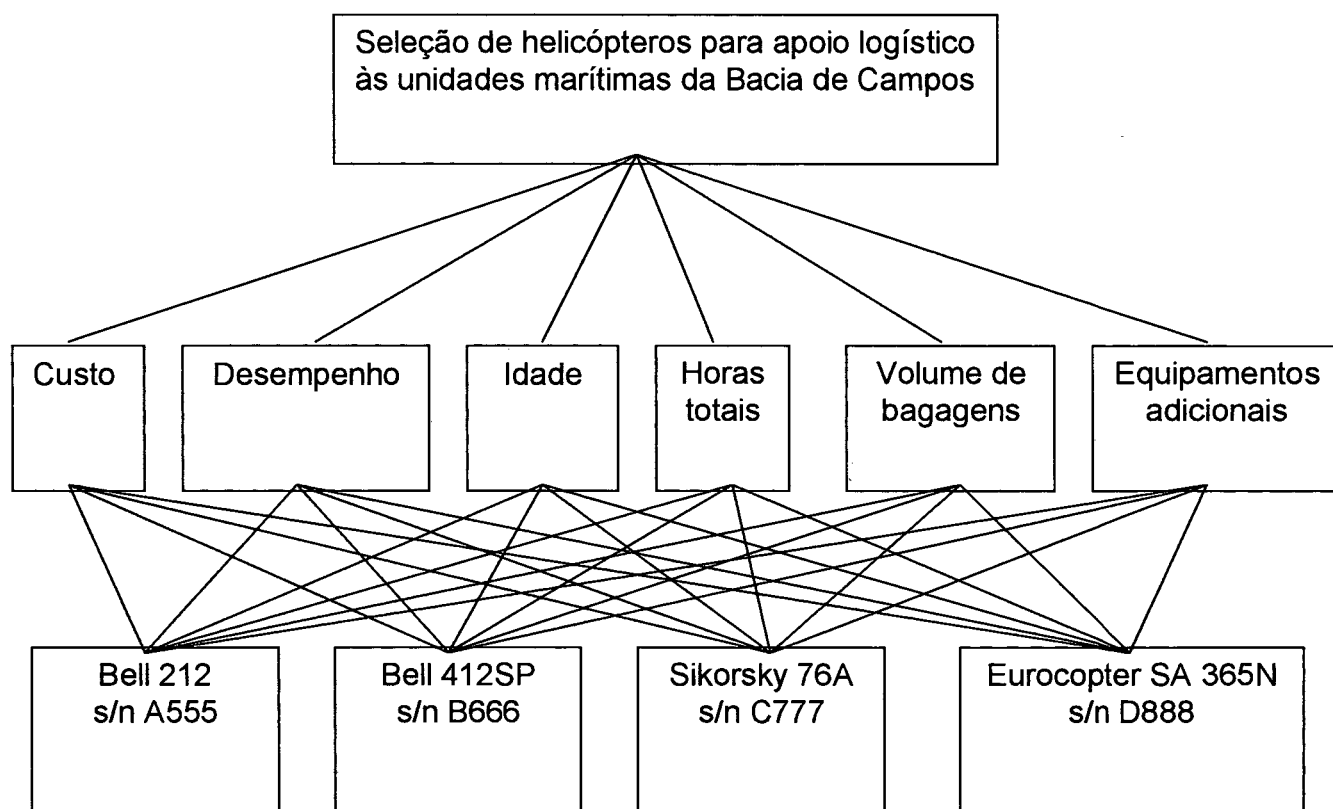 Seleção de helicópteros para apoio logístico
às unidades marítimas da Bacia de Campos
Custo
Desempenho
Idade
Horas
totais
Volume de
bagagens
Equipamentos
adicionais
Bell 212
s/n A555
Bell 412SP
s/n B666
Sikorsky 76A
s/n C777
Eurocopter SA 365N
s/n D888